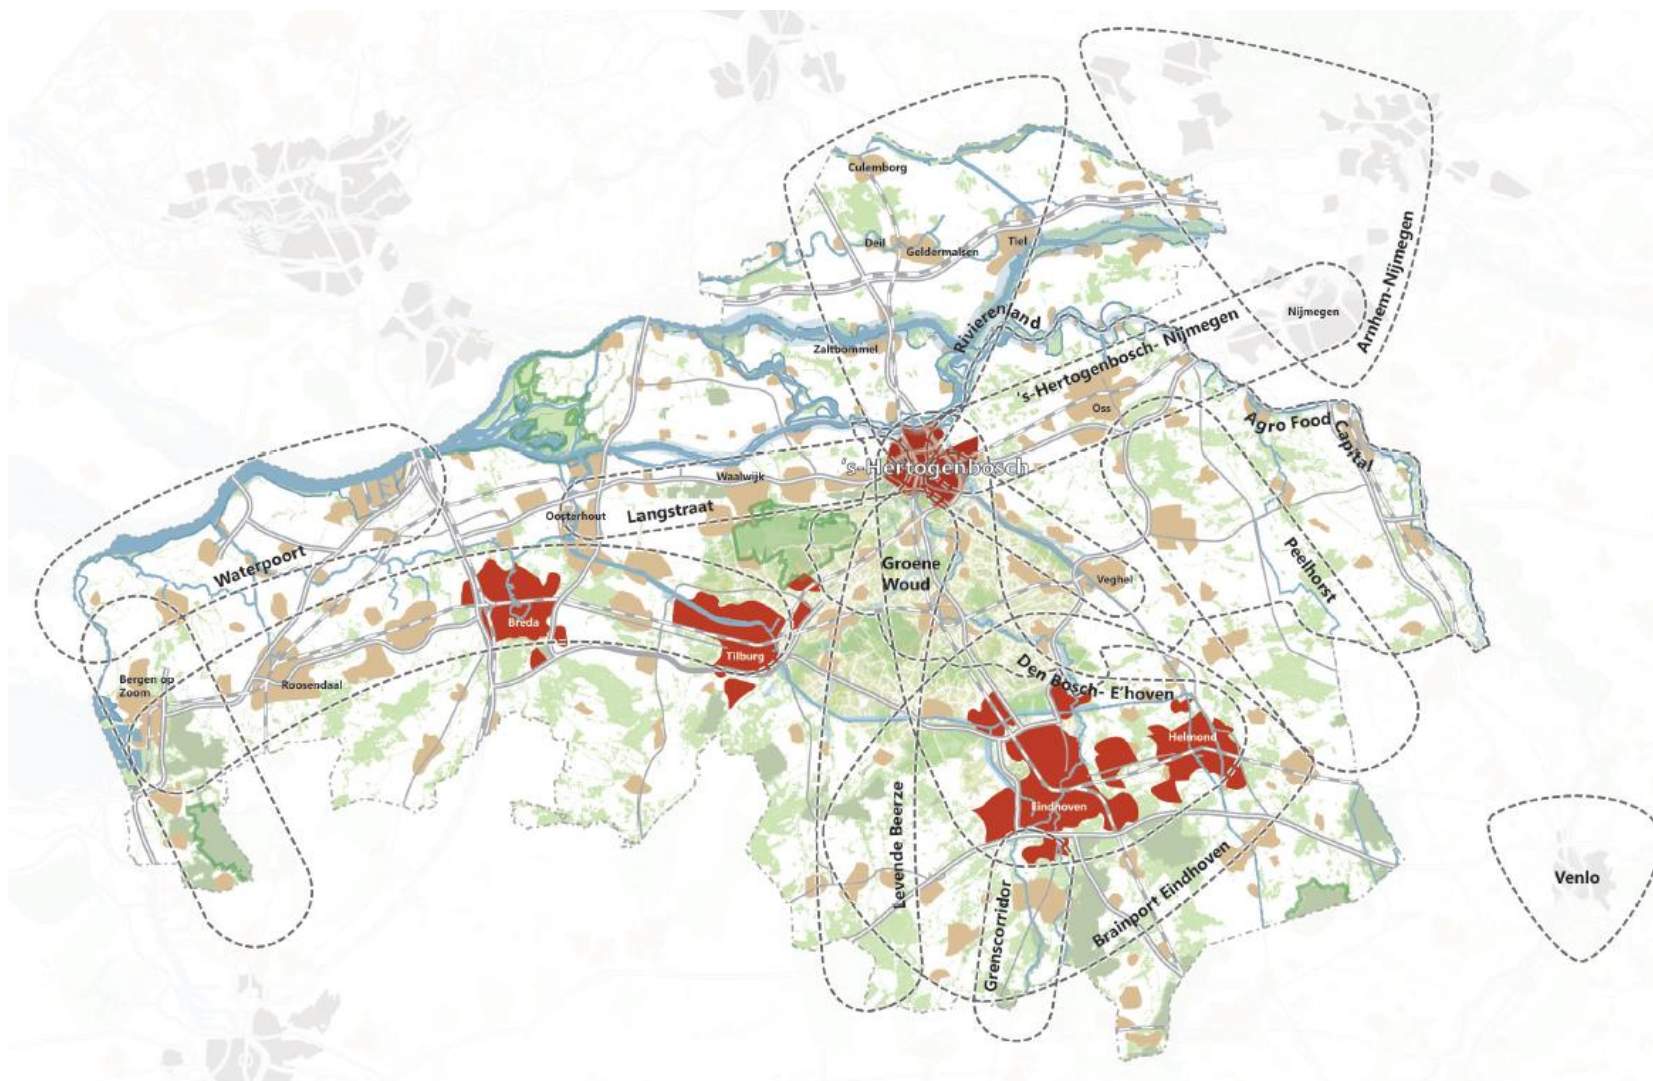 Culemborg
Deil
Geldermalsen
Tiel
Arnhem-Nijmegen
Nijmegen
Rivierenland
Zaltbommel
's-Hertogenbosch- Nijmegen
Oss
Agro Food Capital
's-Hertogenbosch
Waalwijk
Oosterhout
Langstraat
Waterpoort
Groene
Woud
Veghel
Peelhorst
Breda
Tilburg
Bergen op
Zoom
Roosendaal
Den Bosch- E'hoven
Helmond
Eindhoven
Levende Beerze
Grenscorridor
Brainport Eindhoven
Venlo